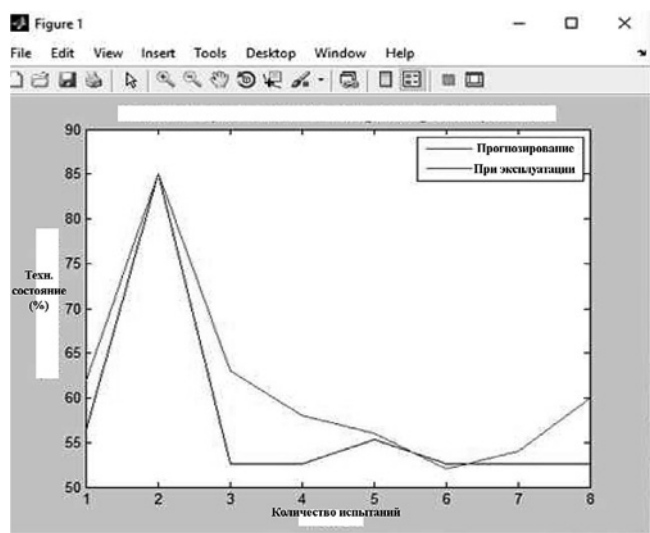 Figure 1
File Edit View Insert Tools Desktop Window Help
90
85
80
75
70
65
60
55
50
Техн.
состояние
(%)
Прогнозирование
При эксплуатации
1 2 3 4 5 6 7 8
Количество испытаний